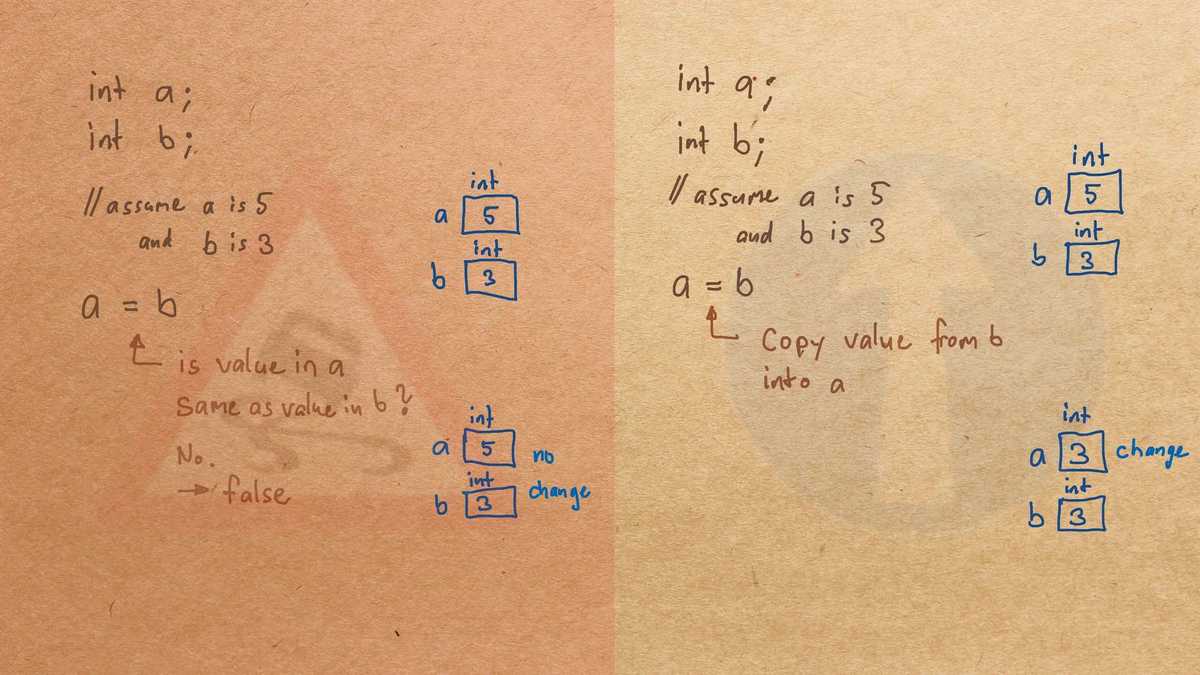 int a;
int b;
// assume a is 5
and b is 3
a = b
is value in a
Same as value in b?
No.
→ false
int
a 5
int
b 3
int
a 5 no
int change
b 3
int a;
int b;
// assume a is 5
and b is 3
a = b
Copy value from b
into a
int
a 5
int
b 3
int
a 3 change
int
b 3